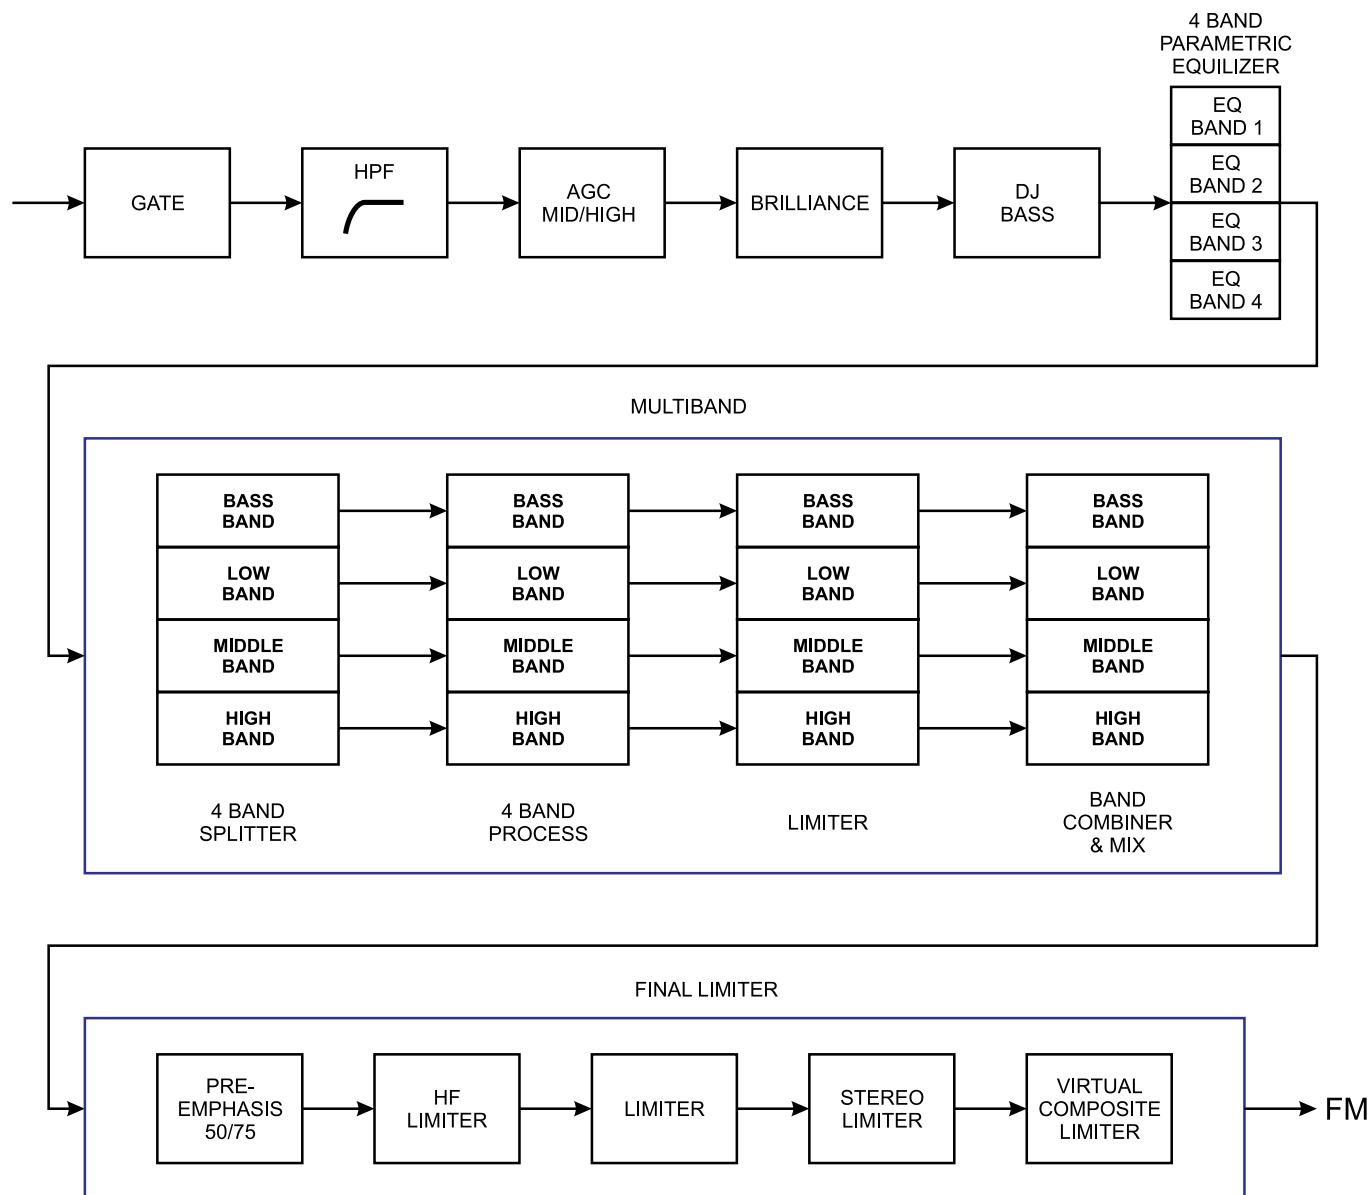 4 BAND
PARAMETRIC
EQUILIZER
EQ
BAND 1
EQ
BAND 2
EQ
BAND 3
EQ
BAND 4
GATE
HPF
AGC
MID/HIGH
BRILLIANCE
DJ
BASS
MULTIBAND
BASS
BAND
BASS
BAND
BASS
BAND
BASS
BAND
LOW
BAND
LOW
BAND
LOW
BAND
LOW
BAND
MIDDLE
BAND
MIDDLE
BAND
MIDDLE
BAND
MIDDLE
BAND
HIGH
BAND
HIGH
BAND
HIGH
BAND
HIGH
BAND
4 BAND
SPLITTER
4 BAND
PROCESS
LIMITER
BAND
COMBINER
& MIX
FINAL LIMITER
PRE-
EMPHASIS
50/75
HF
LIMITER
LIMITER
STEREO
LIMITER
VIRTUAL
COMPOSITE
LIMITER
FM